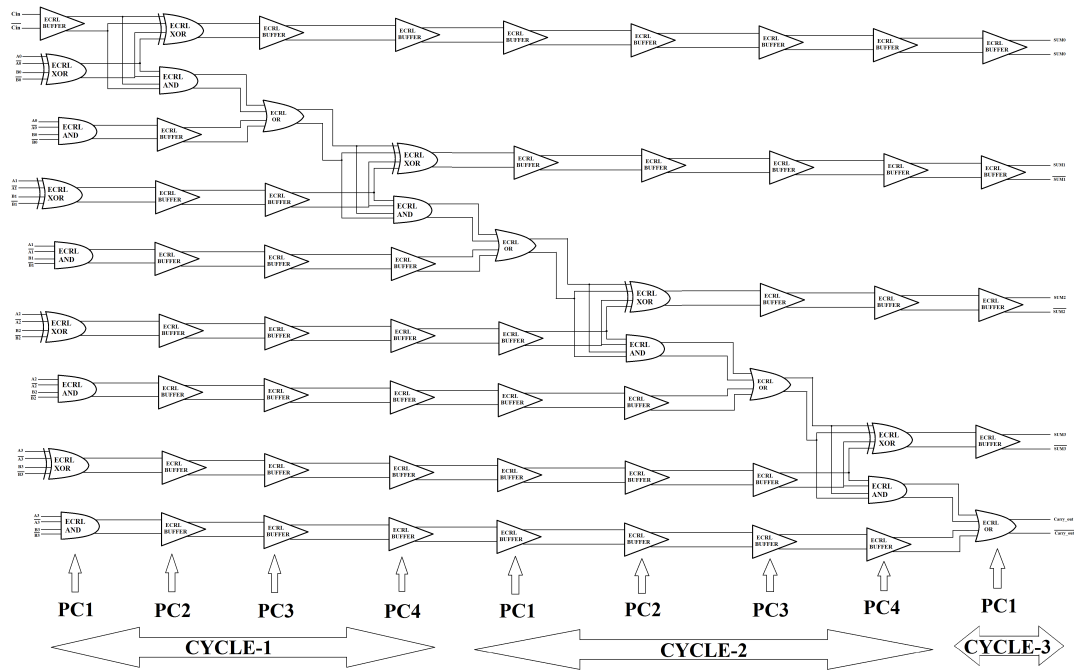 Cin
Cin
ECRL
BUFFER
ECRL
XOR
ECRL
BUFFER
ECRL
BUFFER
ECRL
BUFFER
ECRL
BUFFER
ECRL
BUFFER
ECRL
BUFFER
ECRL
BUFFER
SUM0
SUM0
A0
A0
B0
B0
ECRL
XOR
ECRL
AND
A0
A0
B0
B0
ECRL
AND
ECRL
BUFFER
ECRL
OR
ECRL
XOR
ECRL
BUFFER
ECRL
BUFFER
ECRL
BUFFER
ECRL
BUFFER
ECRL
BUFFER
SUM1
SUM1
A1
A1
B1
B1
ECRL
XOR
ECRL
BUFFER
ECRL
BUFFER
ECRL
AND
A1
A1
B1
B1
ECRL
AND
ECRL
BUFFER
ECRL
BUFFER
ECRL
BUFFER
ECRL
OR
ECRL
XOR
ECRL
BUFFER
ECRL
BUFFER
ECRL
BUFFER
SUM2
SUM2
A2
A2
B2
B2
ECRL
XOR
ECRL
BUFFER
ECRL
BUFFER
ECRL
BUFFER
ECRL
BUFFER
ECRL
AND
A2
A2
B2
B2
ECRL
AND
ECRL
BUFFER
ECRL
BUFFER
ECRL
BUFFER
ECRL
BUFFER
ECRL
BUFFER
ECRL
OR
ECRL
XOR
ECRL
BUFFER
SUM3
SUM3
A3
A3
B3
B3
ECRL
XOR
ECRL
BUFFER
ECRL
BUFFER
ECRL
BUFFER
ECRL
BUFFER
ECRL
BUFFER
ECRL
BUFFER
ECRL
AND
A3
A3
B3
B3
ECRL
AND
ECRL
BUFFER
ECRL
BUFFER
ECRL
BUFFER
ECRL
BUFFER
ECRL
BUFFER
ECRL
BUFFER
ECRL
BUFFER
ECRL
OR
Carry_out
Carry_out
PC1 PC2 PC3 PC4 PC1 PC2 PC3 PC4 PC1
CYCLE-1 CYCLE-2 CYCLE-3